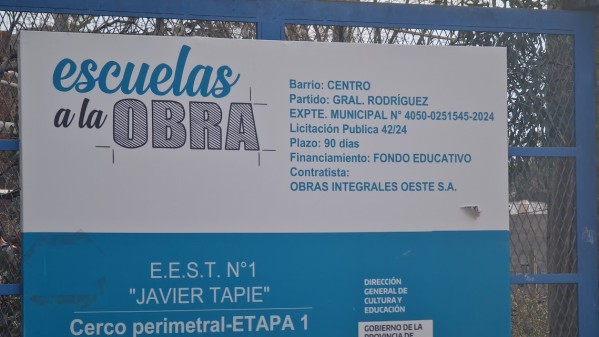 escuelas
a la OBRA
Barrio: CENTRO
Partido: GRAL. RODRÍGUEZ
EXPTE. MUNICIPAL N° 4050-0251545-2024
Licitación Publica 42/24
Plazo: 90 dias
Financiamiento: FONDO EDUCATIVO
Contratista:
OBRAS INTEGRALES OESTE S.A.
E.E.S.T. N°1
"JAVIER TAPIE"
Cerco perimetral-ETAPA 1
DIRECCIÓN
GENERAL DE
CULTURA Y
EDUCACIÓN
GOBIERNO DE LA
PROVINCIA DE